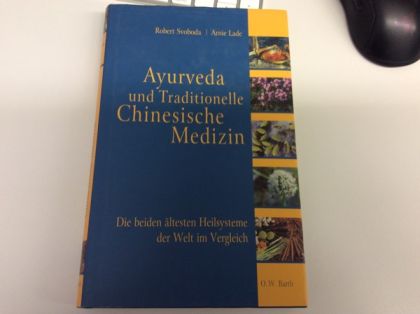 Robert Svoboda | Arnie Lade
Ayurveda
und Traditionelle
Chinesische
Medizin
Die beiden ältesten Heilsysteme
der Welt im Vergleich
O. W. Barth